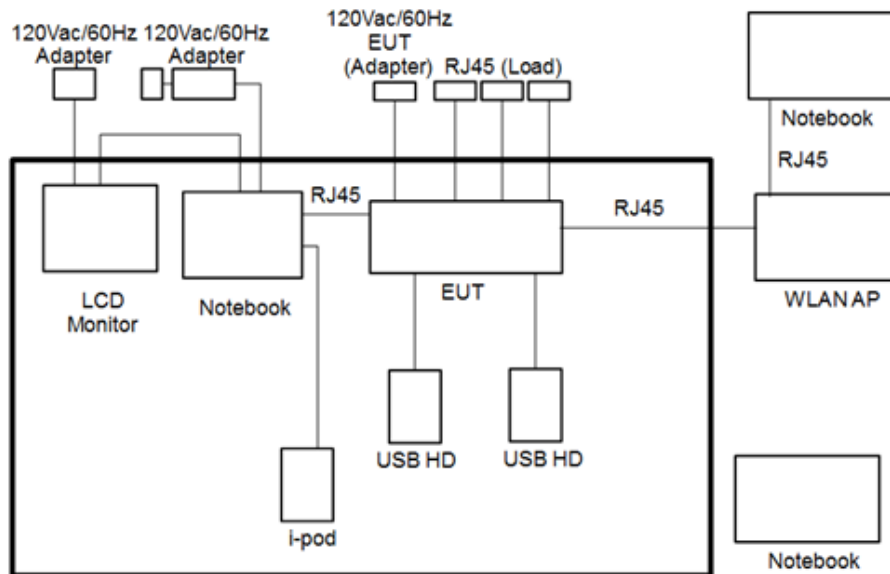 120Vac/60Hz
Adapter
120Vac/60Hz
Adapter
120Vac/60Hz
EUT
(Adapter)
RJ45 (Load)
Notebook
RJ45
RJ45
RJ45
LCD
Monitor
Notebook
EUT
WLAN AP
USB HD
USB HD
i-pod
Notebook